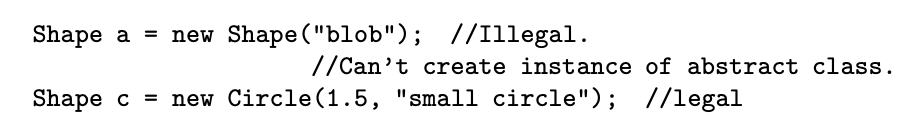 Shape a = new Shape("blob");  //Illegal.
                    //Can't create instance of abstract class.
Shape c = new Circle(1.5, "small circle");  //legal